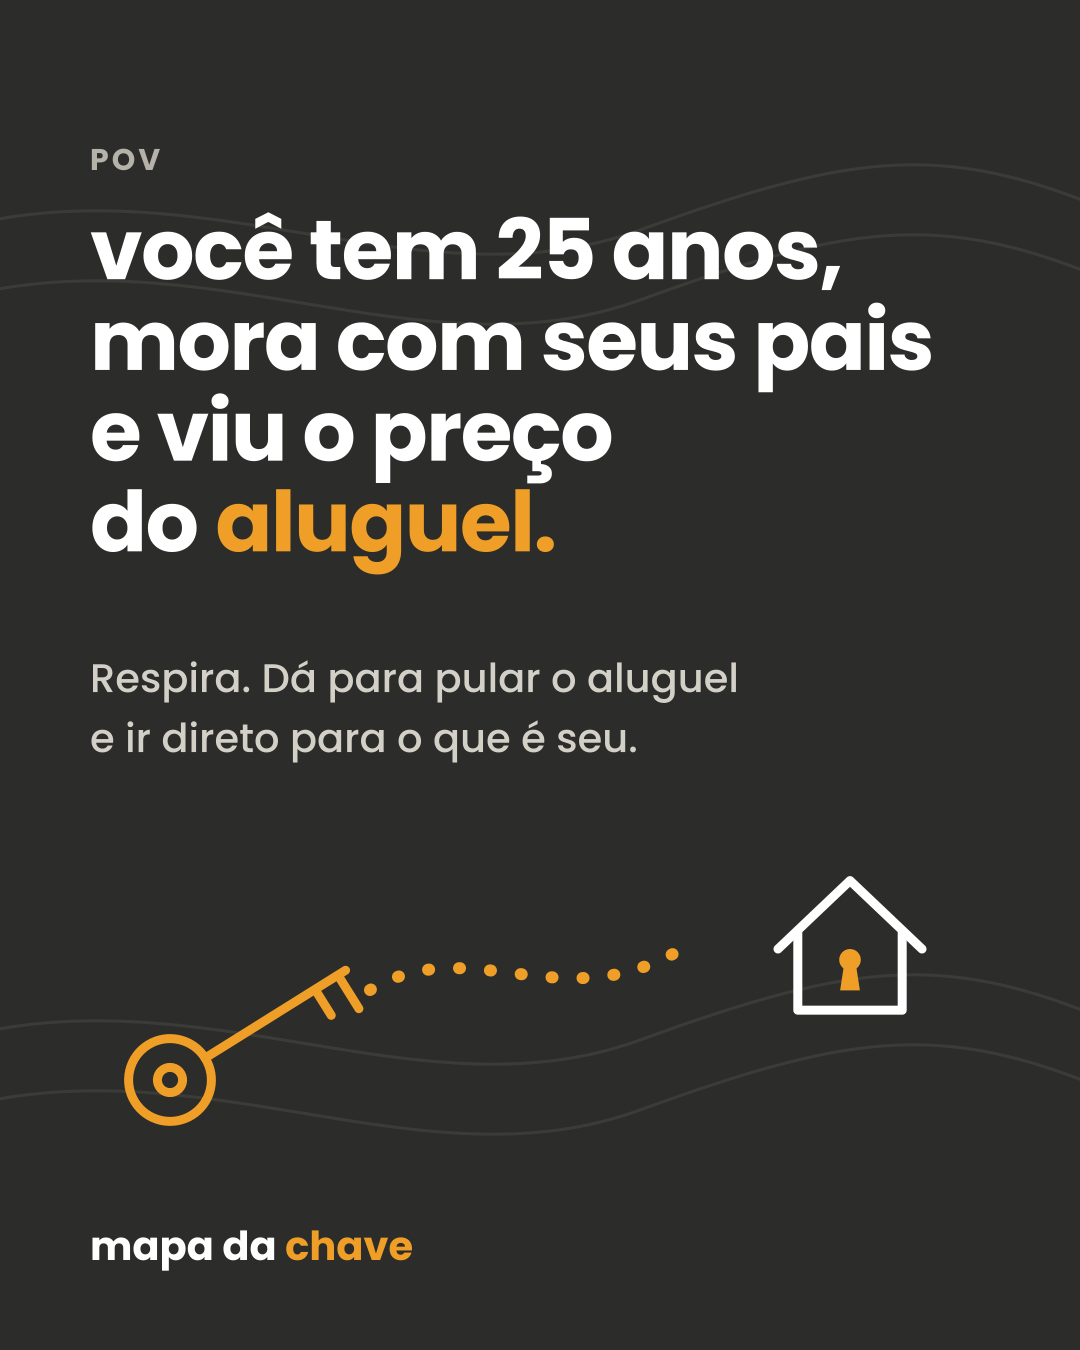 POV
você tem 25 anos,
mora com seus pais
e viu o preço
do aluguel.
Respira. Dá para pular o aluguel
e ir direto para o que é seu.
mapa da chave